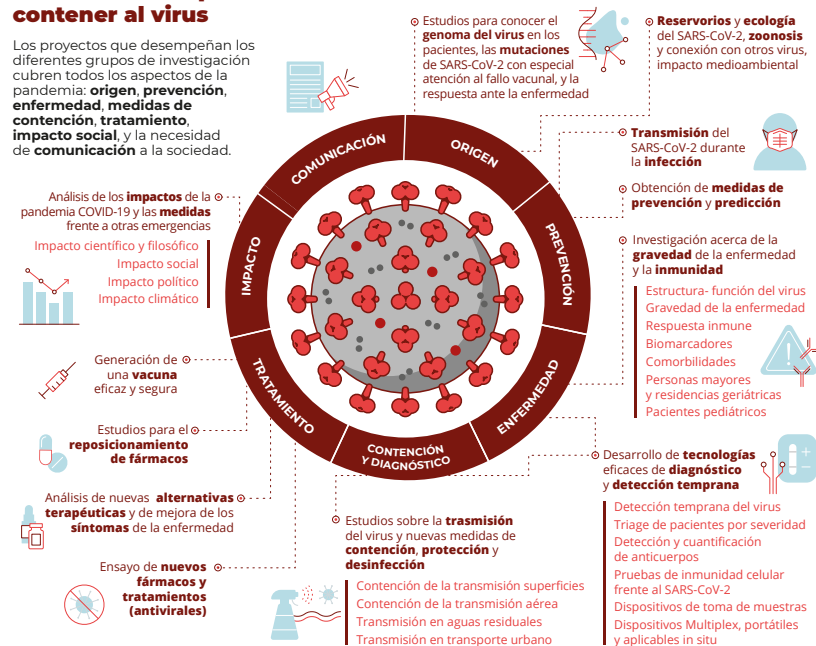 contener al virus
Los proyectos que desempeñan los
diferentes grupos de investigación
cubren todos los aspectos de la
pandemia: origen, prevención,
enfermedad, medidas de
contención, tratamiento,
impacto social, y la necesidad
de comunicación a la sociedad.
Estudios para conocer el
genoma del virus en los
pacientes, las mutaciones
de SARS-CoV-2 con especial
atención al fallo vacunal, y la
respuesta ante la enfermedad
Reservorios y ecología
del SARS-CoV-2, zoonosis
y conexión con otros virus,
impacto medioambiental
Transmisión del
SARS-CoV-2 durante
la infección
Obtención de medidas de
prevención y predicción
Investigación acerca de la
gravedad de la enfermedad
y la inmunidad
Estructura- función del virus
Gravedad de la enfermedad
Respuesta inmune
Biomarcadores
Comorbilidades
Personas mayores
y residencias geriátricas
Pacientes pediátricos
Desarrollo de tecnologías
eficaces de diagnóstico
y detección temprana
Detección temprana del virus
Triage de pacientes por severidad
Detección y cuantificación
de anticuerpos
Pruebas de inmunidad celular
frente al SARS-CoV-2
Dispositivos de toma de muestras
Dispositivos Multiplex, portátiles
y aplicables in situ
Estudios sobre la trasmisión
del virus y nuevas medidas de
contención, protección y
desinfección
Contención de la transmisión superficies
Contención de la transmisión aérea
Transmisión en aguas residuales
Transmisión en transporte urbano
Análisis de los impactos de la
pandemia COVID-19 y las medidas
frente a otras emergencias
Impacto científico y filosófico
Impacto social
Impacto político
Impacto climático
Generación de
una vacuna
eficaz y segura
Estudios para el
reposicionamiento
de fármacos
Análisis de nuevas alternativas
terapéuticas y de mejora de los
síntomas de la enfermedad
Ensayo de nuevos
fármacos y
tratamientos
(antivirales)
COMUNICACIÓN
ORIGEN
PREVENCIÓN
ENFERMEDAD
CONTENCIÓN
Y DIAGNÓSTICO
TRATAMIENTO
IMPACTO